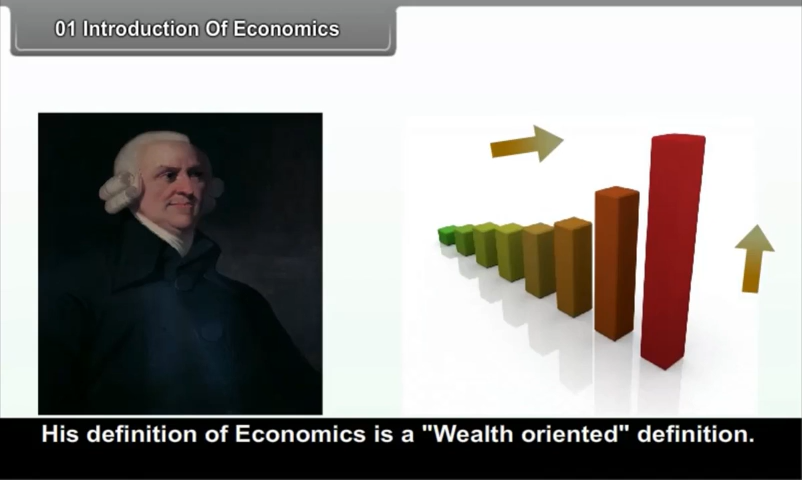 01 Introduction Of Economics
His definition of Economics is a "Wealth oriented" definition.